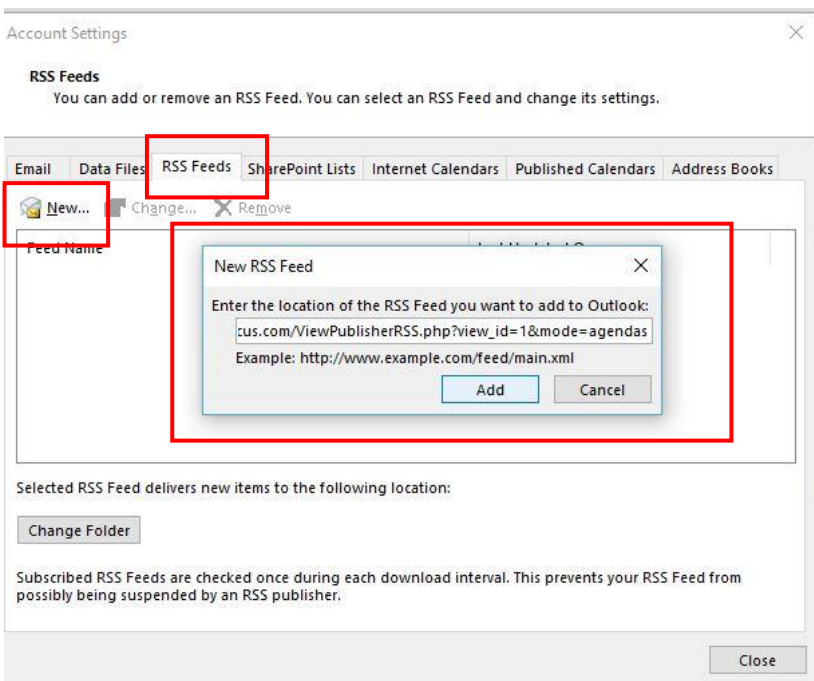 Account Settings
RSS Feeds
You can add or remove an RSS Feed. You can select an RSS Feed and change its settings.
Email Data Files RSS Feeds SharePoint Lists Internet Calendars Published Calendars Address Books
New... Change... Remove
Feed Name
New RSS Feed
Enter the location of the RSS Feed you want to add to Outlook:
cus.com/ViewPublisherRSS.php?view_id=1&mode=agendas
Example: http://www.example.com/feed/main.xml
Add Cancel
Selected RSS Feed delivers new items to the following location:
Change Folder
Subscribed RSS Feeds are checked once during each download interval. This prevents your RSS Feed from
possibly being suspended by an RSS publisher.
Close